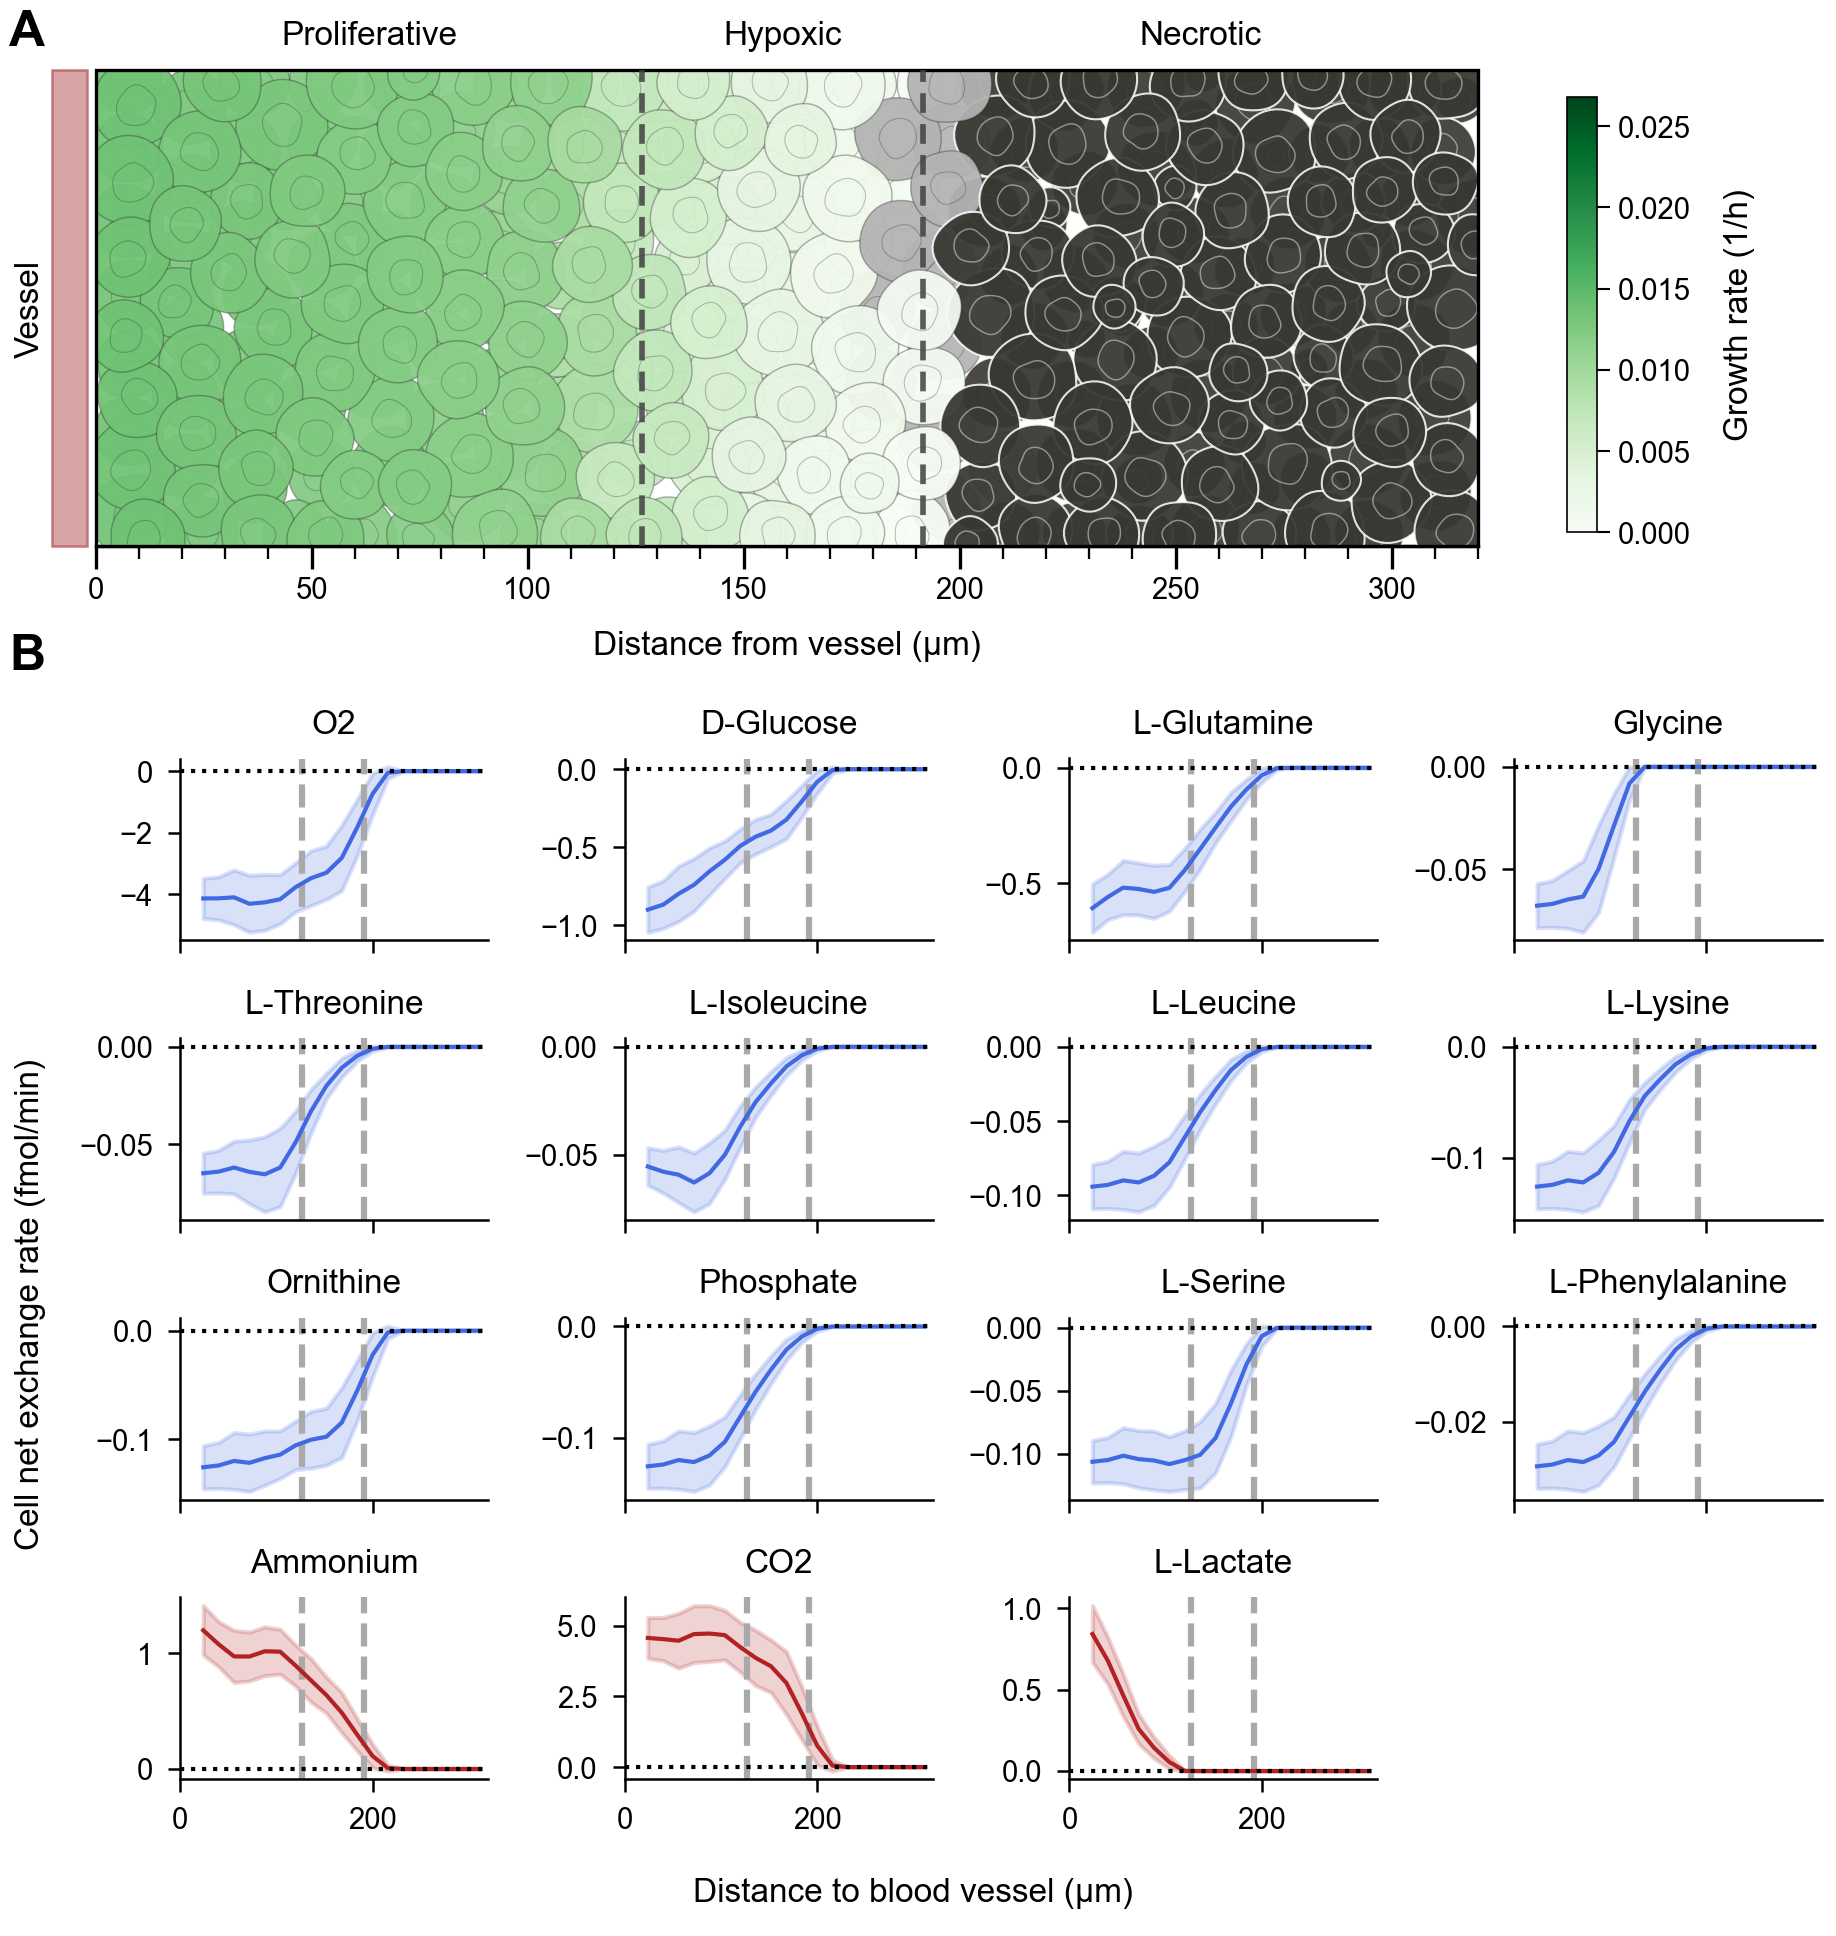 A
Proliferative Hypoxic Necrotic
Vessel
0.025
0.020
0.015
0.010
0.005
0.000
Growth rate (1/h)
0 50 100 150 200 250 300
Distance from vessel (µm)
B
Cell net exchange rate (fmol/min)
O2 D-Glucose L-Glutamine Glycine
0 −2 −4
0.0 −0.5 −1.0
0.0 −0.5
0.00 −0.05
L-Threonine L-Isoleucine L-Leucine L-Lysine
0.00 −0.05
0.00 −0.05
0.00 −0.05 −0.10
0.0 −0.1
Ornithine Phosphate L-Serine L-Phenylalanine
0.0 −0.1
0.0 −0.1
0.00 −0.05 −0.10
0.00 −0.02
Ammonium CO2 L-Lactate
1 0
5.0 2.5 0.0
1.0 0.5 0.0
0 200 0 200 0 200
Distance to blood vessel (µm)